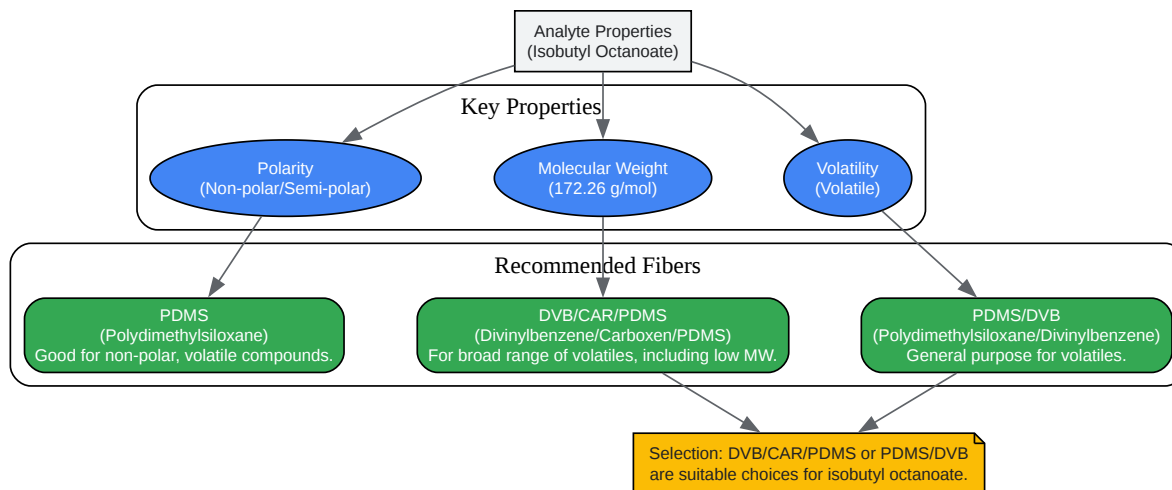 Analyte Properties
(Isobutyl Octanoate)
Key Properties
Polarity
(Non-polar/Semi-polar)
Molecular Weight
(172.26 g/mol)
Volatility
(Volatile)
Recommended Fibers
PDMS
(Polydimethylsiloxane)
Good for non-polar, volatile compounds.
DVB/CAR/PDMS
(Divinylbenzene/Carboxen/PDMS)
For broad range of volatiles, including low MW.
PDMS/DVB
(Polydimethylsiloxane/Divinylbenzene)
General purpose for volatiles.
Selection: DVB/CAR/PDMS or PDMS/DVB
are suitable choices for isobutyl octanoate.